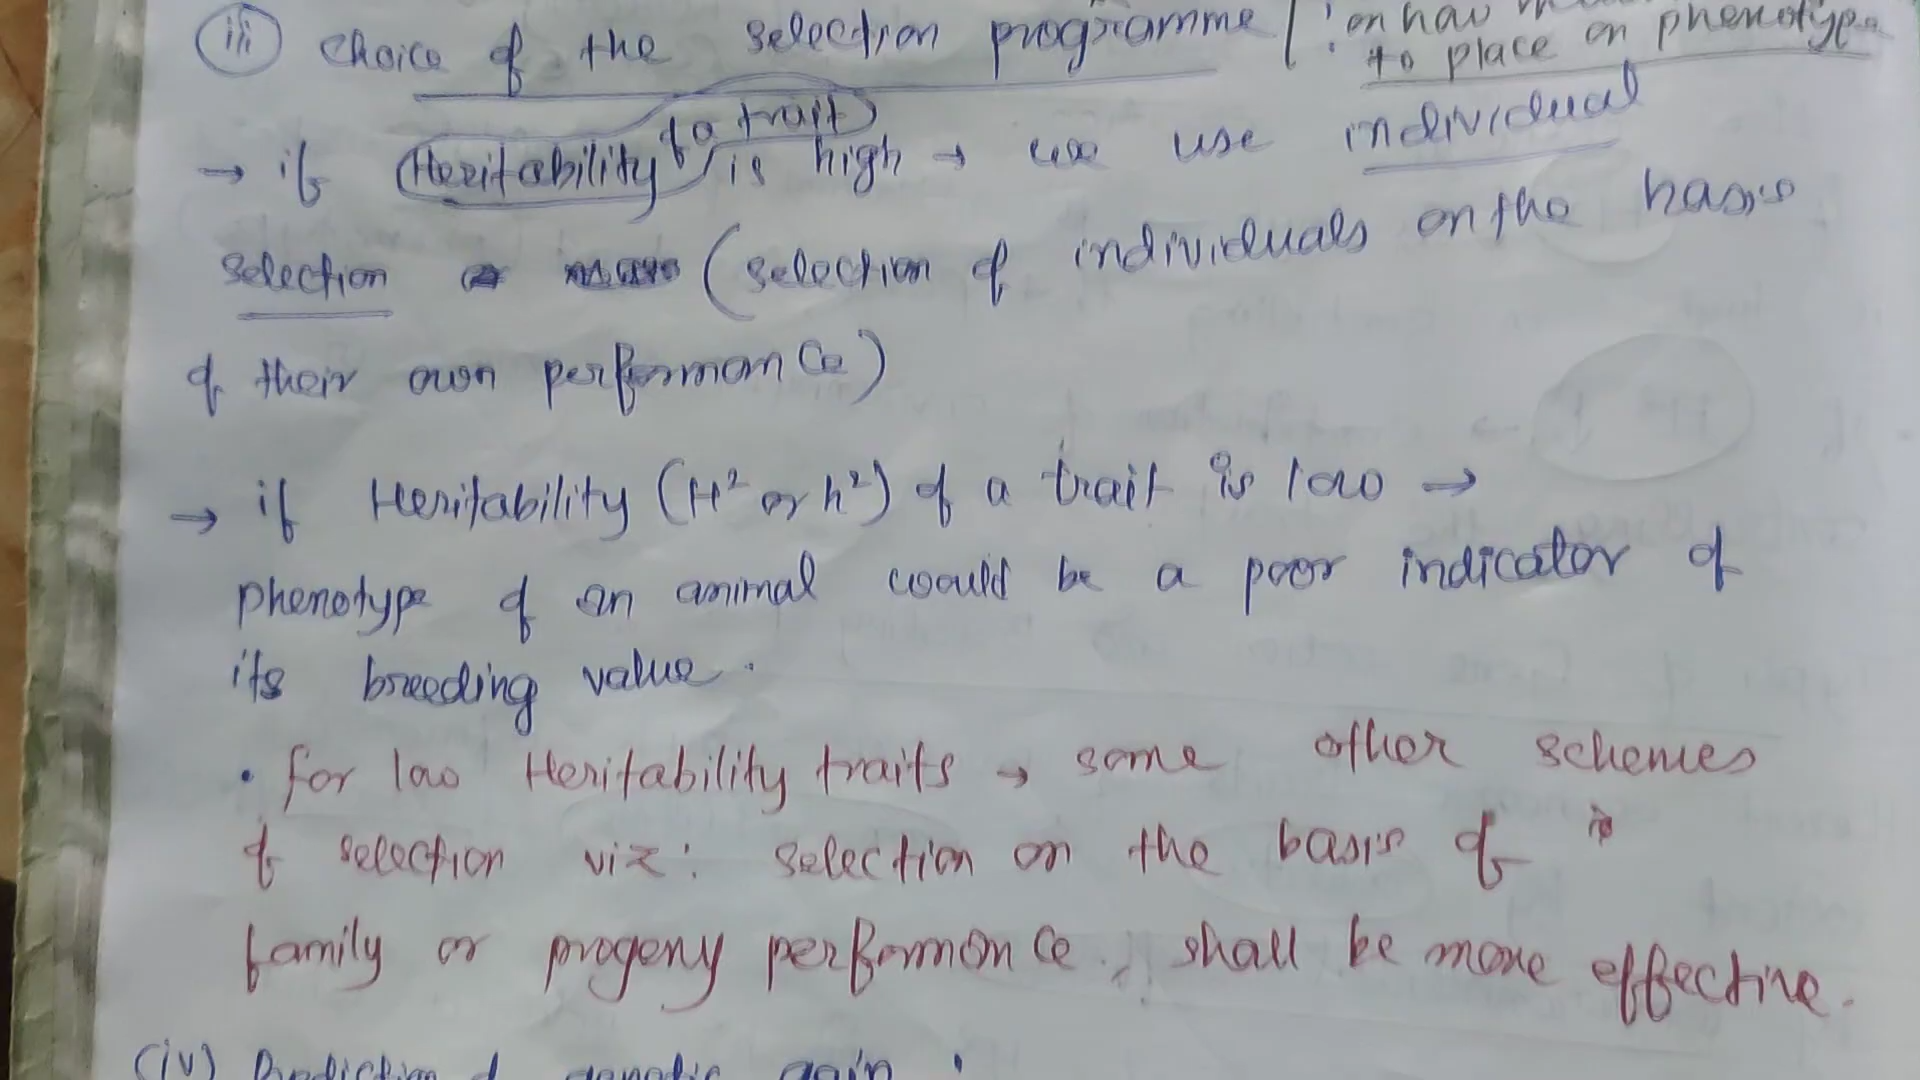 (iii) Choice of the selection programme / : on how
to place on phenotype
→ if Heritability of a trait is high → we use individual
selection (selection of individuals on the basis
of their own performance)
→ if Heritability (H² or h²) of a trait is low →
phenotype of an animal would be a poor indicator of
its breeding value.
• for low Heritability traits → some other schemes
of selection viz: selection on the basis of
family or progeny performance, shall be more effective.
(iv) Prediction of genetic gain :